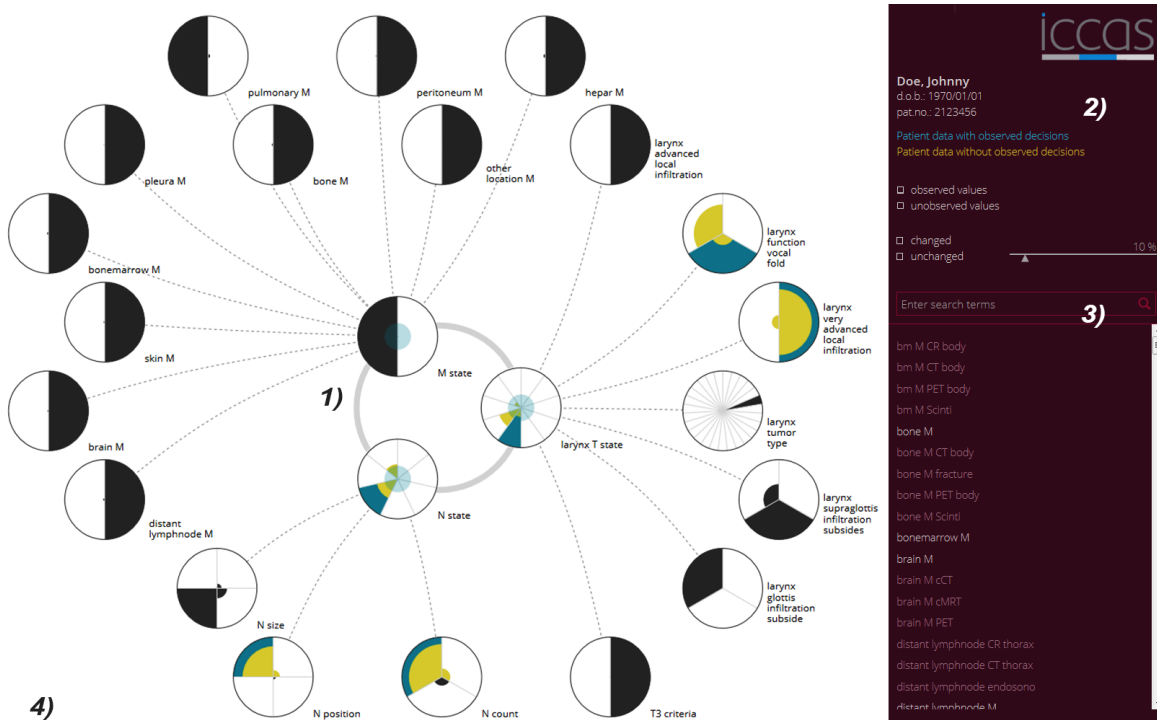 pulmonary M
peritoneum M
hepar M
pleura M
bone M
other
location M
larynx
advanced
local
infiltration
bonemarrow M
larynx
function
vocal
fold
skin M
M state
larynx
very
advanced
local
infiltration
1)
brain M
larynx T state
larynx
tumor
type
distant
lymphnode M
N state
larynx
supraglottis
infiltration
subsides
larynx
glottis
infiltration
subside
N size
N position
N count
T3 criteria
4)
iccas
Doe, Johnny
d.o.b.: 1970/01/01
pat.no.: 2123456
2)
Patient data with observed decisions
Patient data without observed decisions
observed values
unobserved values
changed
unchanged
10 %
Enter search terms
3)
bm M CR body
bm M CT body
bm M PET body
bm M Scinti
bone M
bone M CT body
bone M fracture
bone M PET body
bone M Scinti
bonemarrow M
brain M
brain M cCT
brain M cMRT
brain M PET
distant lymphnode CR thorax
distant lymphnode CT thorax
distant lymphnode endosono
distant lymphnode M